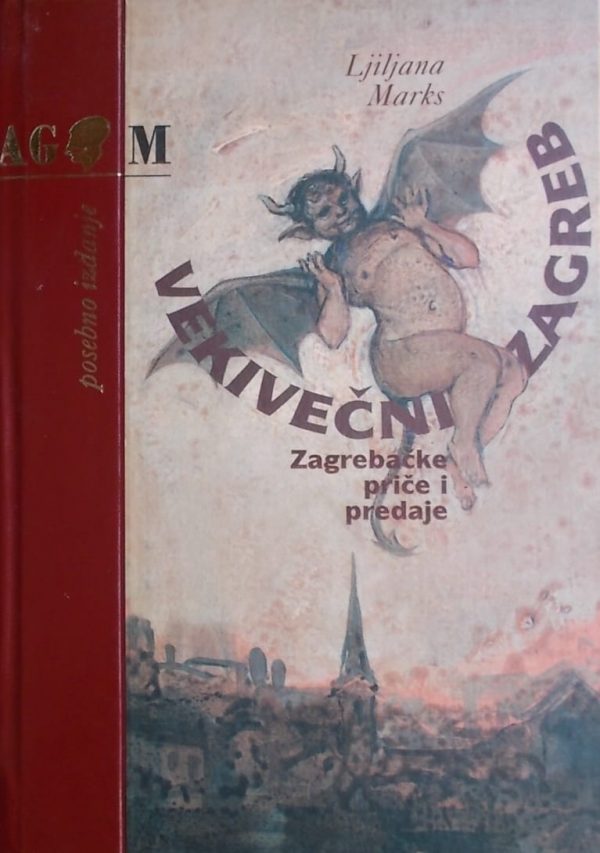 Ljiljana
Marks
AG M
posebno izdanje
VEKIVEČNI ZAGREB
Zagrebačke
priče i
predaje